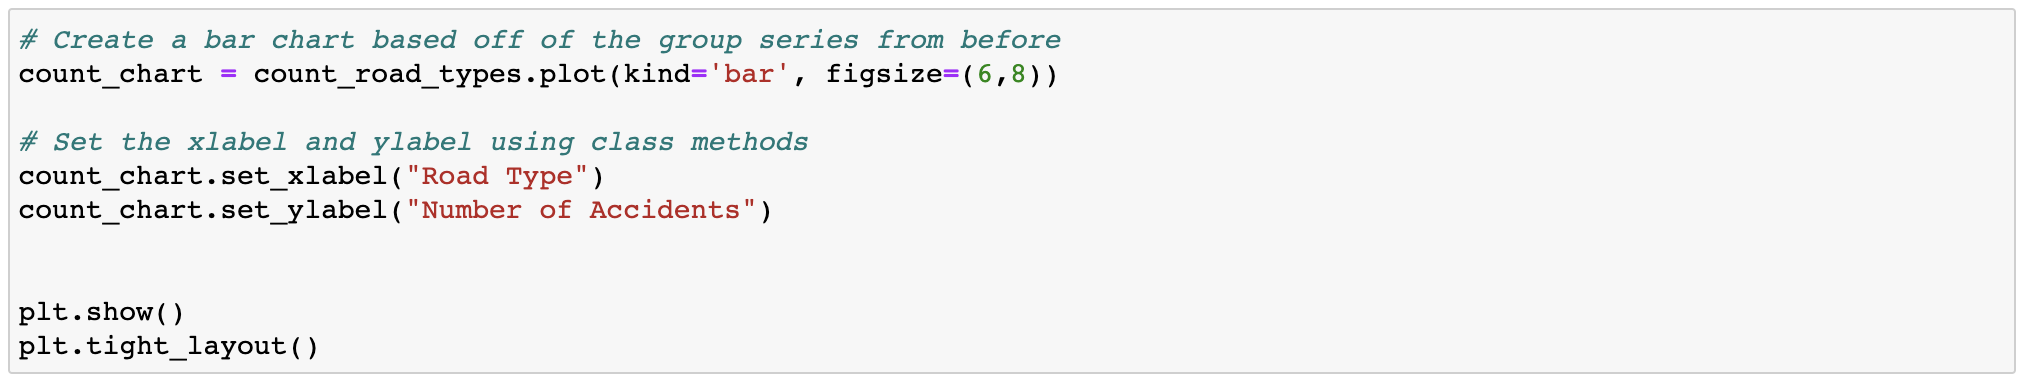 # Create a bar chart based off of the group series from before
count_chart = count_road_types.plot(kind='bar', figsize=(6,8))
# Set the xlabel and ylabel using class methods
count_chart.set_xlabel("Road Type")
count_chart.set_ylabel("Number of Accidents")
plt.show()
plt.tight_layout()